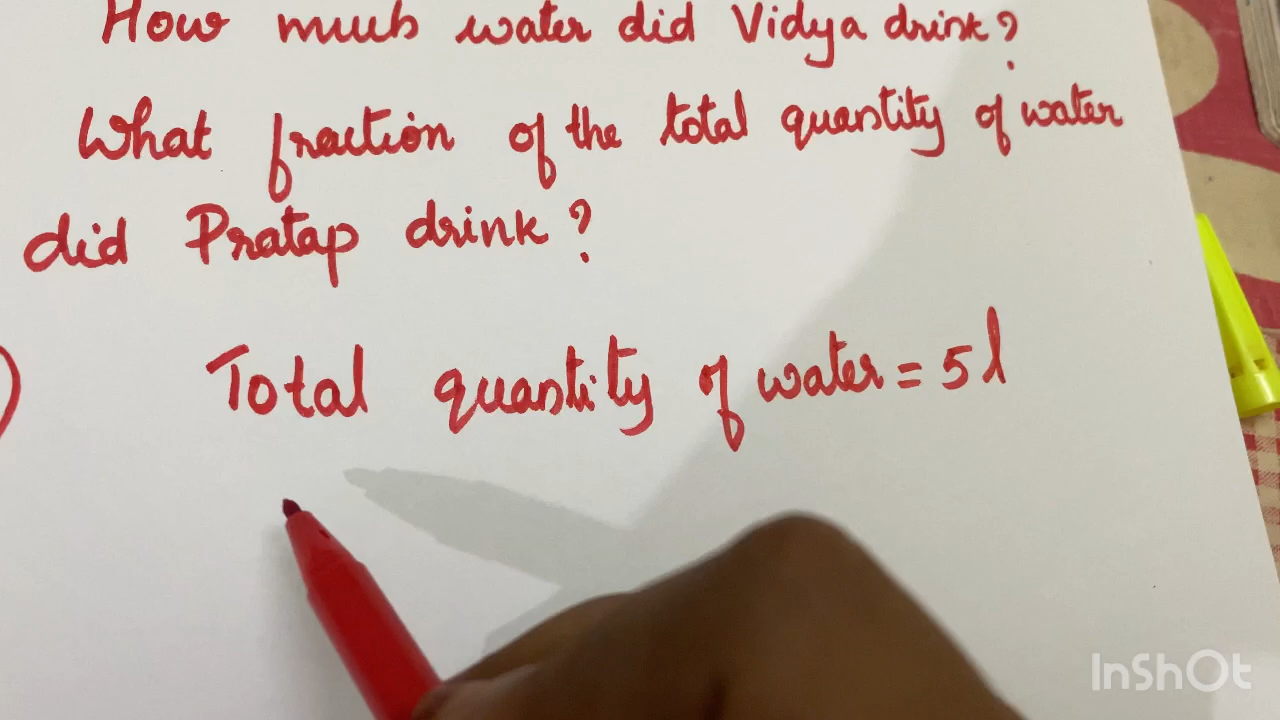 How much water did Vidya drink?
What fraction of the total quantity of water
did Pratap drink?
Total quantity of water = 5 l
InShOt